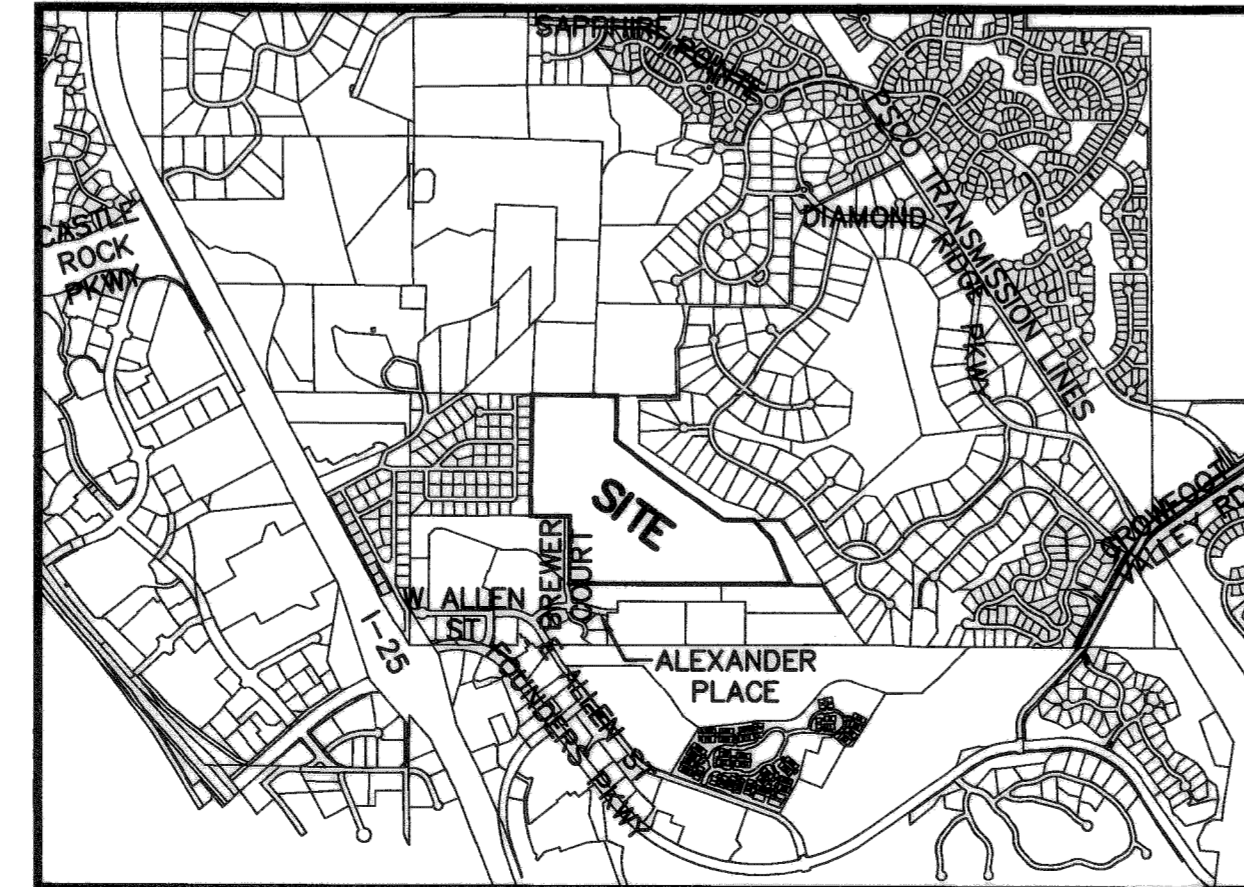 SAPPHIRE POINTE
PSCO TRANSMISSION LINES
CASTLE
ROCK
PKWY
DIAMOND RIDGE PKWY
SITE
CROWFOOT
VALLEY RD
BREWER
COURT
W ALLEN
ST
I-25
E ALLEN ST
FOUNDERS PKWY
ALEXANDER
PLACE